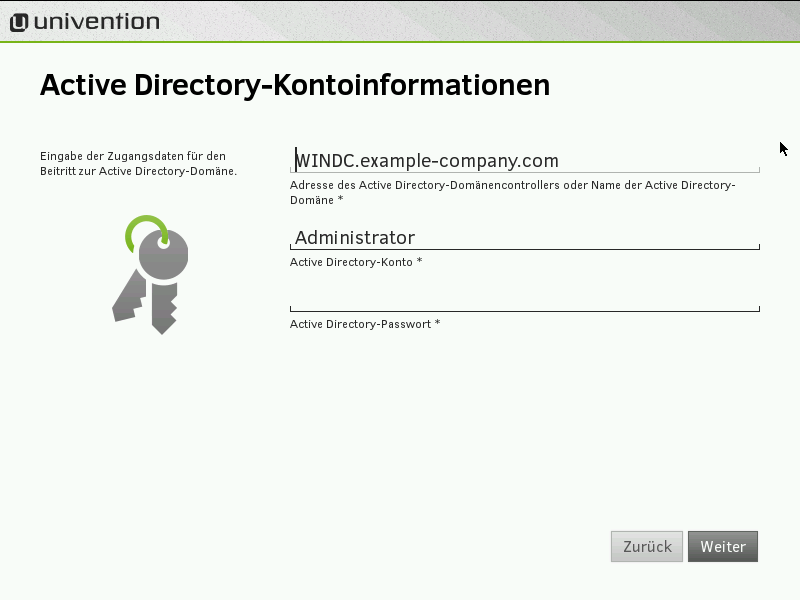 univention
Active Directory-Kontoinformationen
Eingabe der Zugangsdaten für den
Beitritt zur Active Directory-Domäne.
WINDC.example-company.com
Adresse des Active Directory-Domänencontrollers oder Name der Active Directory-
Domäne *
Administrator
Active Directory-Konto *
Active Directory-Passwort *
Zurück
Weiter